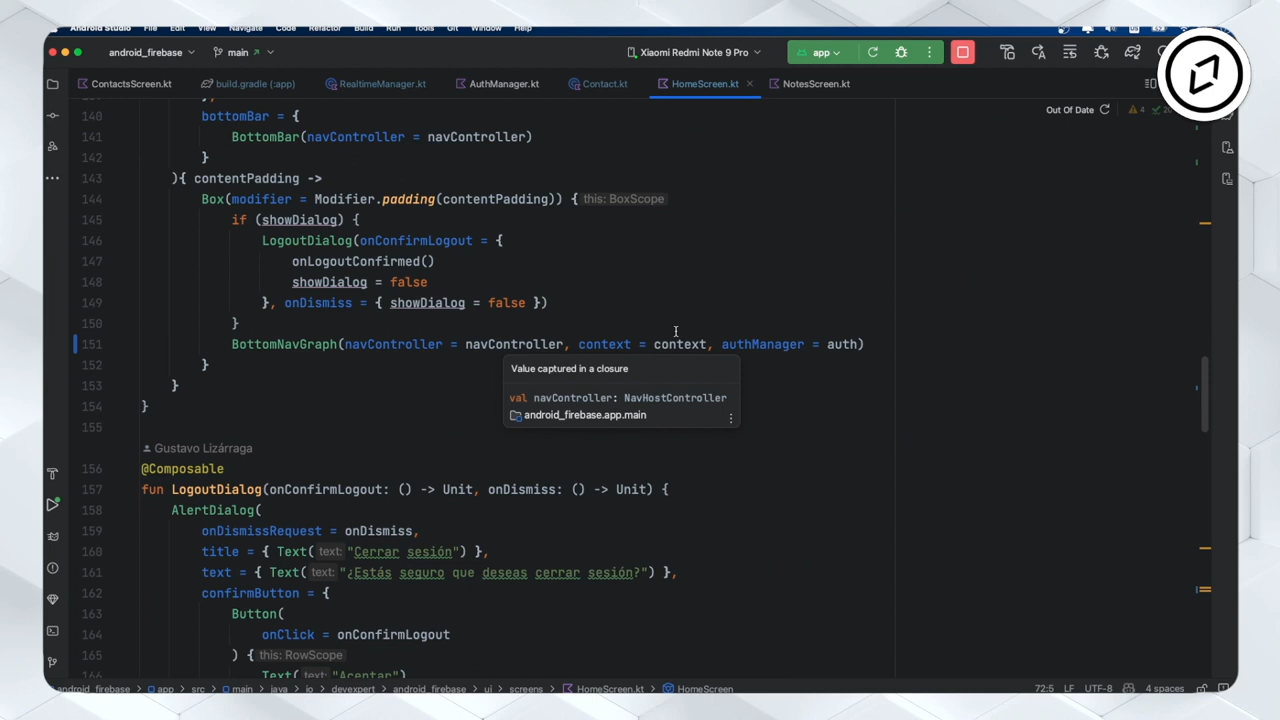 Android Studio File Edit View Navigate Code Refactor Build Run Tools Git Window Help
android_firebase main Xiaomi Redmi Note 9 Pro app
ContactsScreen.kt build.gradle (:app) RealtimeManager.kt AuthManager.kt Contact.kt HomeScreen.kt NotesScreen.kt
Out Of Date 4
140 bottomBar = {
141 BottomBar(navController = navController)
142 }
143 ){ contentPadding ->
144 Box(modifier = Modifier.padding(contentPadding)) { this: BoxScope
145 if (showDialog) {
146 LogoutDialog(onConfirmLogout = {
147 onLogoutConfirmed()
148 showDialog = false
149 }, onDismiss = { showDialog = false })
150 }
151 BottomNavGraph(navController = navController, context = context, authManager = auth)
152 }
153 }
154 }
155
Value captured in a closure
val navController: NavHostController
android_firebase.app.main
Gustavo Lizárraga
156 @Composable
157 fun LogoutDialog(onConfirmLogout: () -> Unit, onDismiss: () -> Unit) {
158 AlertDialog(
159 onDismissRequest = onDismiss,
160 title = { Text( text: "Cerrar sesión") },
161 text = { Text( text: "¿Estás seguro que deseas cerrar sesión?") },
162 confirmButton = {
163 Button(
164 onClick = onConfirmLogout
165 ) { this: RowScope
166 Text( text: "Aceptar")
android_firebase > app > src > main > java > io > devexpert > android_firebase > ui > screens > HomeScreen.kt > HomeScreen 72:5 LF UTF-8 4 spaces